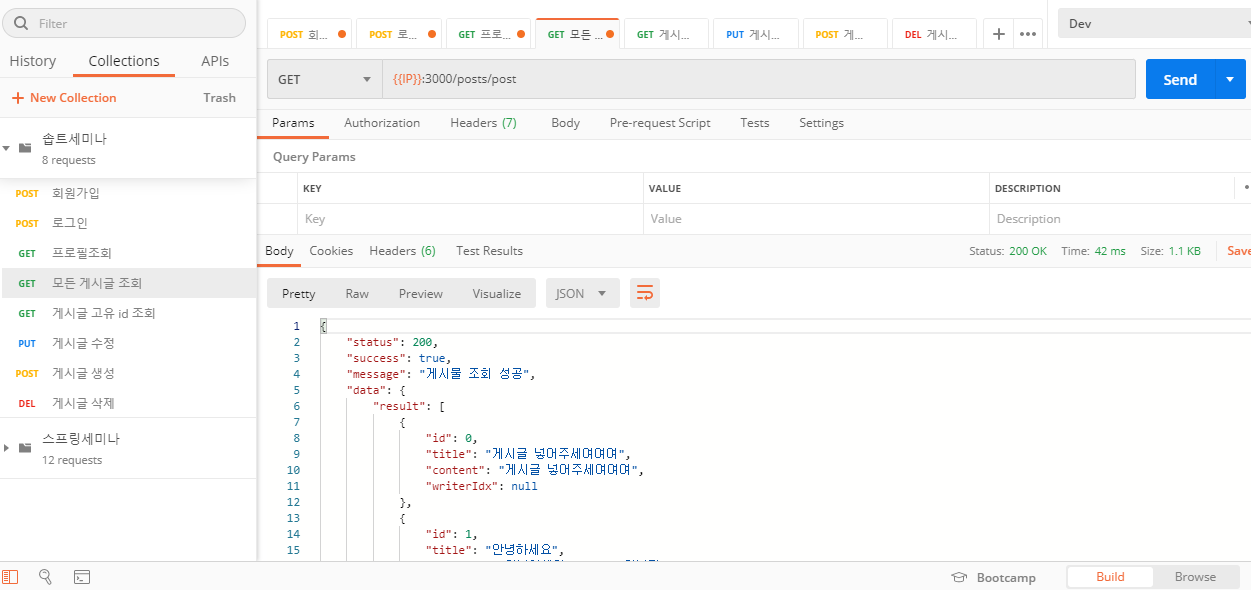 Filter
History Collections APIs
+ New Collection Trash
솝트세미나
8 requests
POST 회원가입
POST 로그인
GET 프로필조회
GET 모든 게시글 조회
GET 게시글 고유 id 조회
PUT 게시글 수정
POST 게시글 생성
DEL 게시글 삭제
스프링세미나
12 requests
POST 회... POST 로... GET 프로... GET 모든 ... GET 게시... PUT 게시... POST 게... DEL 게시... + ••• Dev
GET {{IP}}:3000/posts/post Send
Params Authorization Headers (7) Body Pre-request Script Tests Settings
Query Params
KEY VALUE DESCRIPTION
Key Value Description
Body Cookies Headers (6) Test Results Status: 200 OK Time: 42 ms Size: 1.1 KB Save
Pretty Raw Preview Visualize JSON
1 {
2 "status": 200,
3 "success": true,
4 "message": "게시물 조회 성공",
5 "data": {
6 "result": [
7 {
8 "id": 0,
9 "title": "게시글 넣어주세여여여",
10 "content": "게시글 넣어주세여여여",
11 "writerIdx": null
12 },
13 {
14 "id": 1,
15 "title": "안녕하세요",
Bootcamp Build Browse